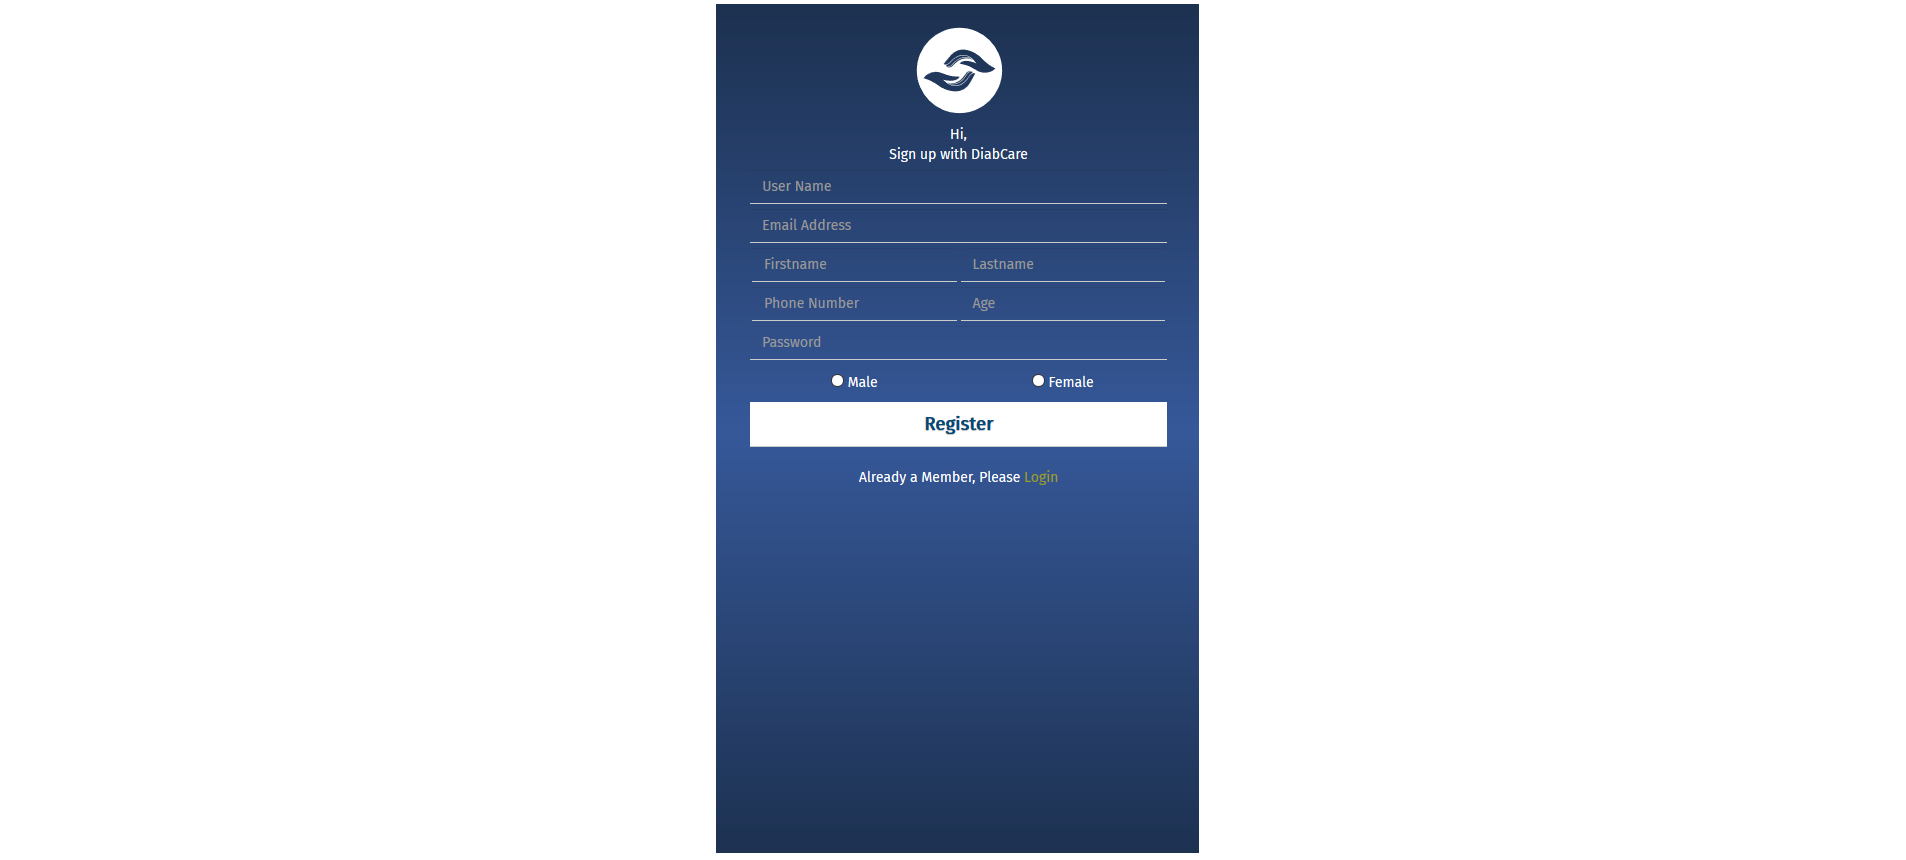 Hi,
Sign up with DiabCare
User Name
Email Address
Firstname Lastname
Phone Number Age
Password
Male Female
Register
Already a Member, Please Login